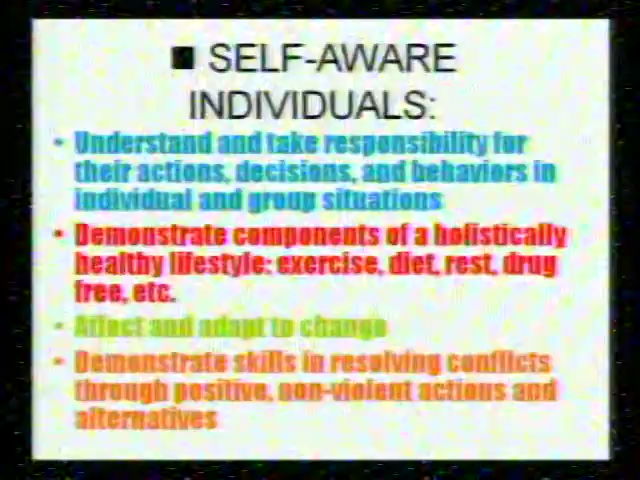 ■ SELF-AWARE
INDIVIDUALS:
• Understand and take responsibility for
their actions, decisions, and behaviors in
individual and group situations
• Demonstrate components of a holistically
healthy lifestyle: exercise, diet, rest, drug
free, etc.
• Affect and adapt to change
• Demonstrate skills in resolving conflicts
through positive, non-violent actions and
alternatives